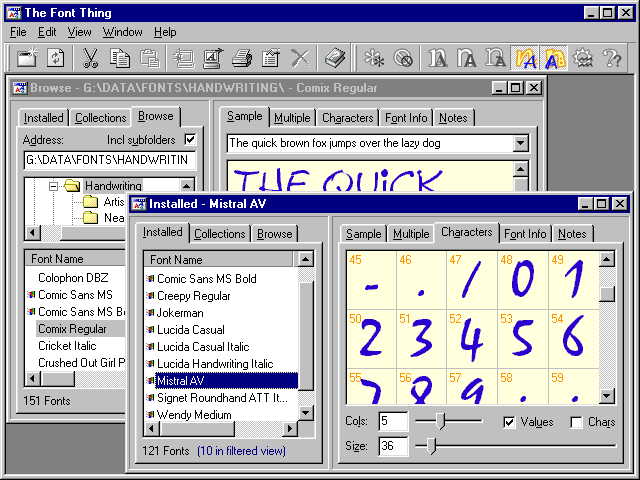 The Font Thing
File Edit View Window Help
Browse - G:\DATA\FONTS\HANDWRITING\ - Comix Regular
Installed Collections Browse
Address: Incl subfolders
G:\DATA\FONTS\HANDWRITIN
Handwriting
Artis
Nea
Font Name
Colophon DBZ
Comic Sans MS
Comic Sans MS Bo
Comix Regular
Cricket Italic
Crushed Out Girl P
151 Fonts
Sample Multiple Characters Font Info Notes
The quick brown fox jumps over the lazy dog
THE QUiCK
Installed - Mistral AV
Installed Collections Browse
Font Name
Comic Sans MS Bold
Creepy Regular
Jokerman
Lucida Casual
Lucida Casual Italic
Lucida Handwriting Italic
Mistral AV
Signet Roundhand ATT It...
Wendy Medium
121 Fonts (10 in filtered view)
Sample Multiple Characters Font Info Notes
45 46 47 48 49
- . / 0 1
50 51 52 53 54
2 3 4 5 6
55 56 57 58 59
7 8 9
Cols: 5 Values Chars
Size: 36